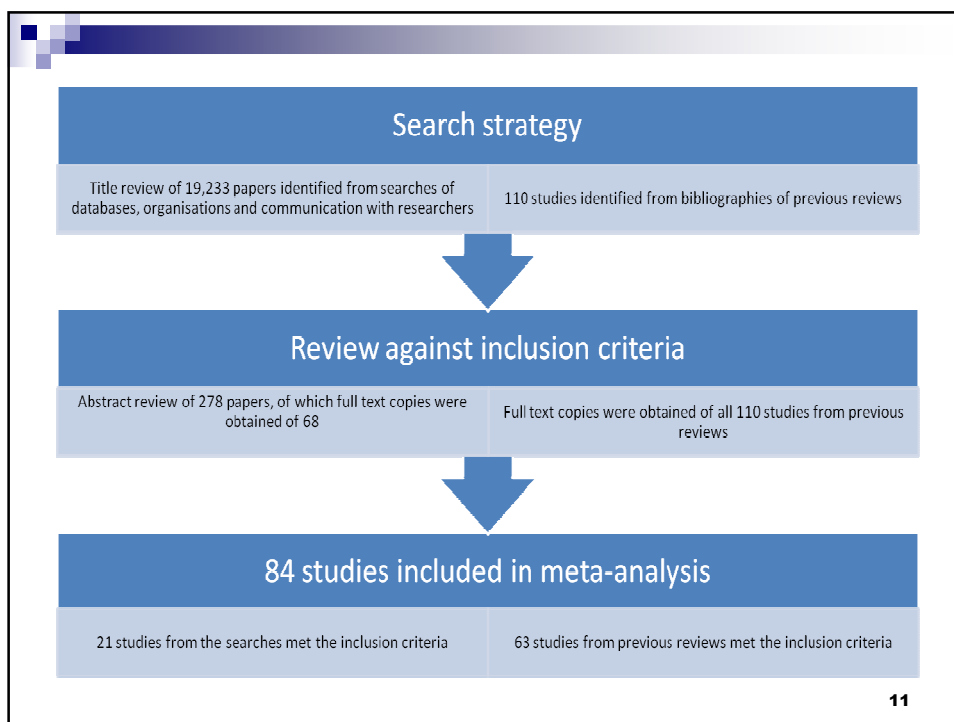 Search strategy
Title review of 19,233 papers identified from searches of
databases, organisations and communication with researchers
110 studies identified from bibliographies of previous reviews
Review against inclusion criteria
Abstract review of 278 papers, of which full text copies were
obtained of 68
Full text copies were obtained of all 110 studies from previous
reviews
84 studies included in meta-analysis
21 studies from the searches met the inclusion criteria
63 studies from previous reviews met the inclusion criteria
11